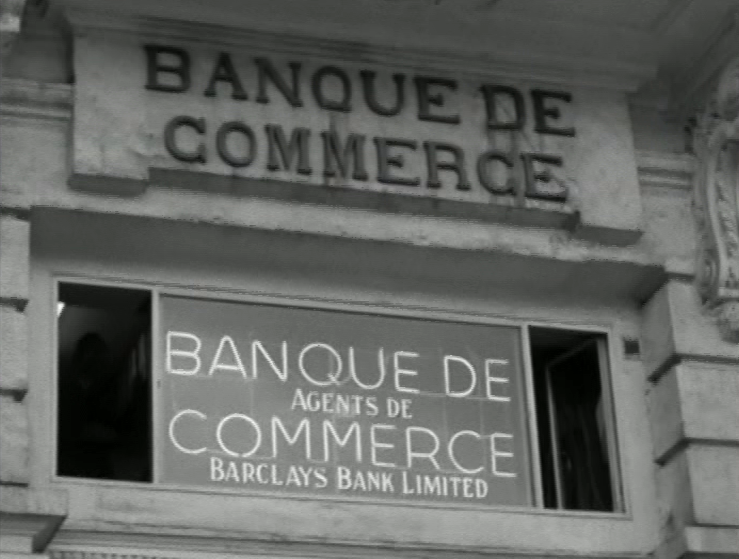 BANQUE DE
COMMERCE
BANQUE DE
AGENTS DE
COMMERCE
BARCLAYS BANK LIMITED